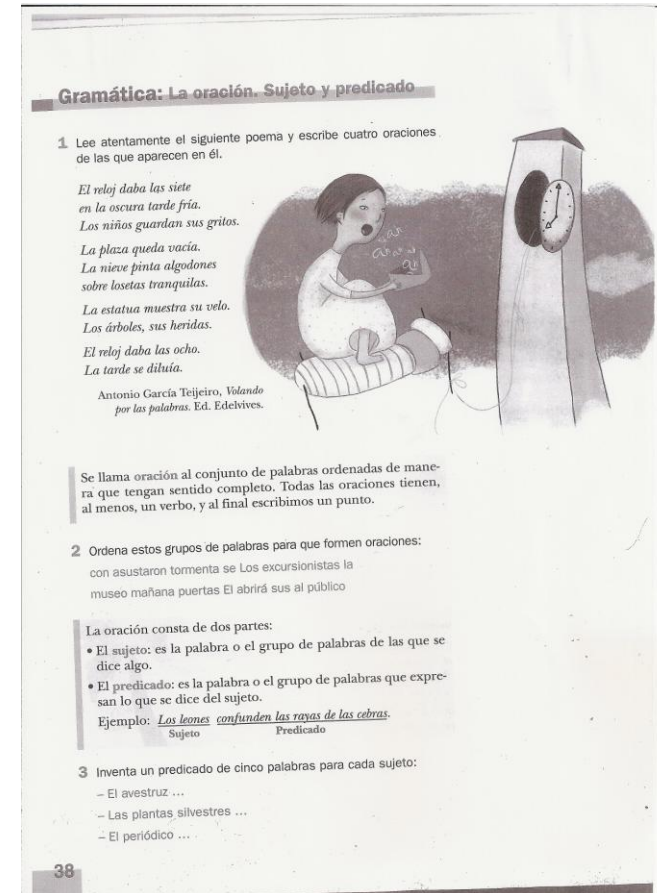 Gramática: La oración. Sujeto y predicado
1 Lee atentamente el siguiente poema y escribe cuatro oraciones
de las que aparecen en él.
El reloj daba las siete
en la oscura tarde fría.
Los niños guardan sus gritos.
La plaza queda vacía.
La nieve pinta algodones
sobre losetas tranquilas.
La estatua muestra su velo.
Los árboles, sus heridas.
El reloj daba las ocho.
La tarde se diluía.
Antonio García Teijeiro, Volando
por las palabras. Ed. Edelvives.
Se llama oración al conjunto de palabras ordenadas de mane-
ra que tengan sentido completo. Todas las oraciones tienen,
al menos, un verbo, y al final escribimos un punto.
2 Ordena estos grupos de palabras para que formen oraciones:
con asustaron tormenta se Los excursionistas la
museo mañana puertas El abrirá sus al público
La oración consta de dos partes:
• El sujeto: es la palabra o el grupo de palabras de las que se
dice algo.
• El predicado: es la palabra o el grupo de palabras que expre-
san lo que se dice del sujeto.
Ejemplo: Los leones confunden las rayas de las cebras.
Sujeto Predicado
3 Inventa un predicado de cinco palabras para cada sujeto:
– El avestruz ...
– Las plantas silvestres ...
– El periódico ...
38